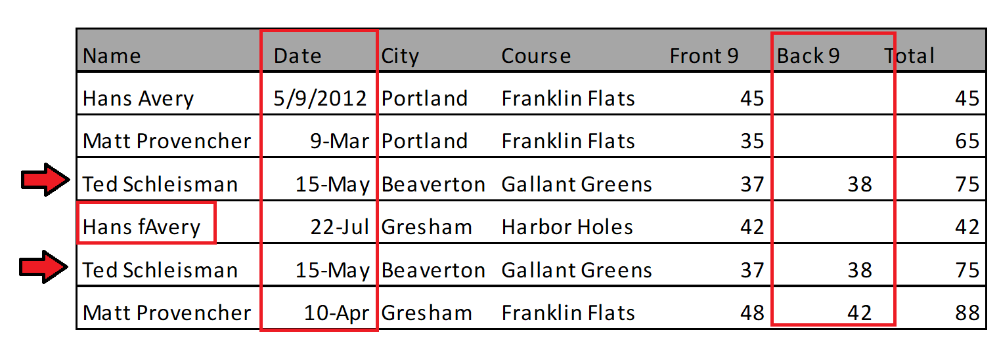 Name Date City Course Front 9 Back 9 Total
Hans Avery 5/9/2012 Portland Franklin Flats 45 45
Matt Provencher 9-Mar Portland Franklin Flats 35 65
Ted Schleisman 15-May Beaverton Gallant Greens 37 38 75
Hans fAvery 22-Jul Gresham Harbor Holes 42 42
Ted Schleisman 15-May Beaverton Gallant Greens 37 38 75
Matt Provencher 10-Apr Gresham Franklin Flats 48 42 88